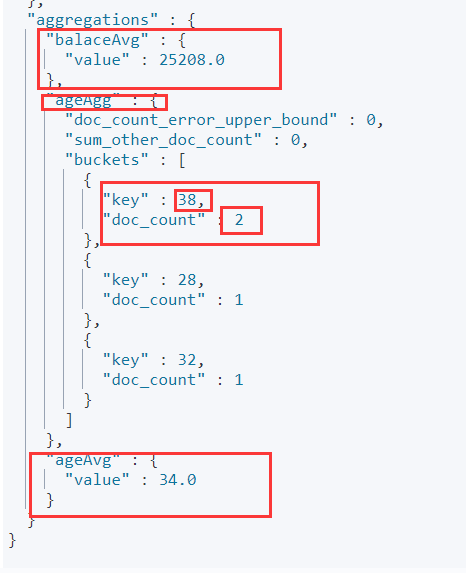 },
"aggregations" : {
"balaceAvg" : {
"value" : 25208.0
},
"ageAgg" : {
"doc_count_error_upper_bound" : 0,
"sum_other_doc_count" : 0,
"buckets" : [
{
"key" : 38,
"doc_count" : 2
},
{
"key" : 28,
"doc_count" : 1
},
{
"key" : 32,
"doc_count" : 1
}
]
},
"ageAvg" : {
"value" : 34.0
}
}
}